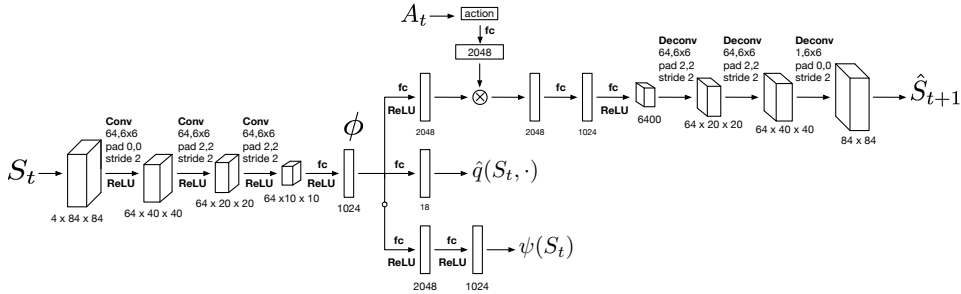 S_t
4 x 84 x 84
Conv
64,6x6
pad 0,0
stride 2
ReLU
64 x 40 x 40
Conv
64,6x6
pad 2,2
stride 2
ReLU
64 x 20 x 20
Conv
64,6x6
pad 2,2
stride 2
ReLU
64 x10 x 10
fc
ReLU
ϕ
1024
A_t
action
fc
2048
fc
ReLU
2048
⊗
2048
fc
1024
fc
ReLU
6400
Deconv
64,6x6
pad 2,2
stride 2
64 x 20 x 20
Deconv
64,6x6
pad 2,2
stride 2
64 x 40 x 40
Deconv
1,6x6
pad 0,0
stride 2
84 x 84
Ŝ_{t+1}
fc
18
q̂(S_t, ·)
fc
ReLU
2048
fc
ReLU
1024
ψ(S_t)